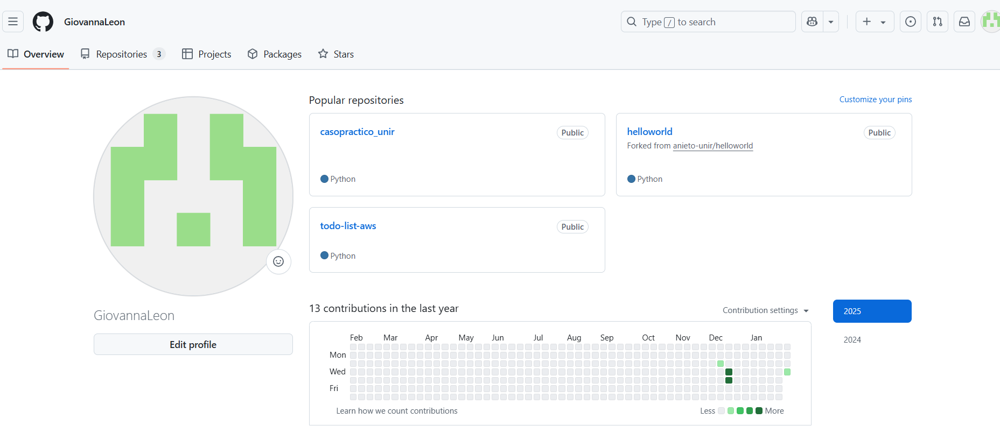 GiovannaLeon
Type / to search
Overview
Repositories 3
Projects
Packages
Stars
Popular repositories
Customize your pins
casopractico_unir
Public
Python
helloworld
Public
Forked from anieto-unir/helloworld
Python
todo-list-aws
Public
Python
GiovannaLeon
Edit profile
13 contributions in the last year
Contribution settings
2025
2024
Feb Mar Apr May Jun Jul Aug Sep Oct Nov Dec Jan
Mon
Wed
Fri
Learn how we count contributions
Less More